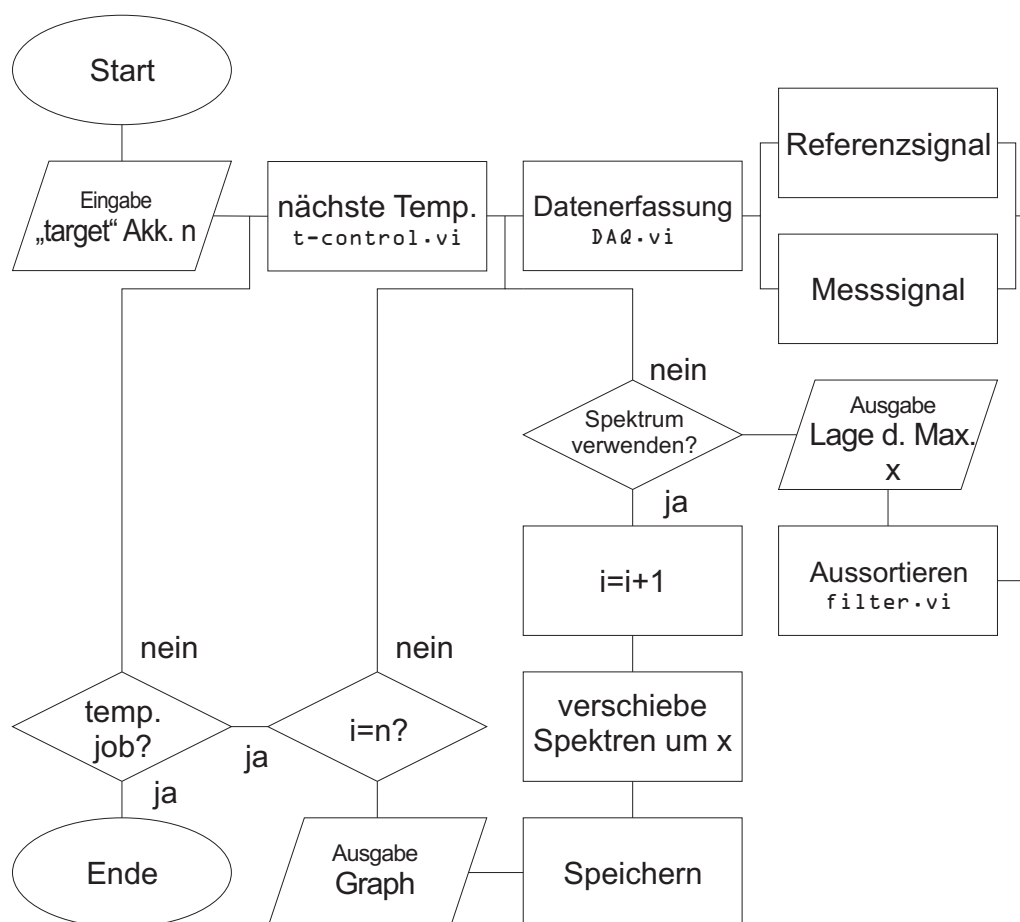 Start
Eingabe
„target“ Akk. n
nächste Temp.
t-control.vi
Datenerfassung
DAQ.vi
Referenzsignal
Messsignal
nein
Spektrum
verwenden?
Ausgabe
Lage d. Max.
x
ja
i=i+1
Aussortieren
filter.vi
nein
nein
temp.
job?
ja
i=n?
verschiebe
Spektren um x
ja
Ende
Ausgabe
Graph
Speichern